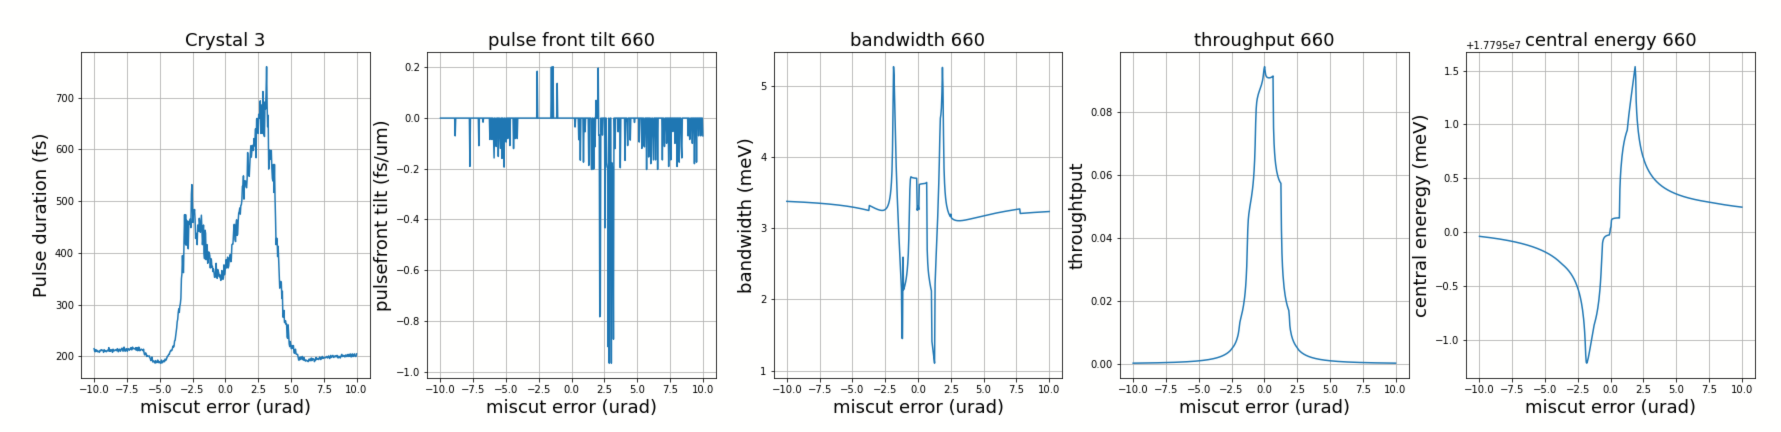 Crystal 3
Pulse duration (fs)
700
600
500
400
300
200
−10.0 −7.5 −5.0 −2.5 0.0 2.5 5.0 7.5 10.0
miscut error (urad)
pulse front tilt 660
pulsefront tilt (fs/um)
0.2
0.0
−0.2
−0.4
−0.6
−0.8
−1.0
−10.0 −7.5 −5.0 −2.5 0.0 2.5 5.0 7.5 10.0
miscut error (urad)
bandwidth 660
bandwidth (meV)
5
4
3
2
1
−10.0 −7.5 −5.0 −2.5 0.0 2.5 5.0 7.5 10.0
miscut error (urad)
throughput 660
throughtput
0.08
0.06
0.04
0.02
0.00
−10.0 −7.5 −5.0 −2.5 0.0 2.5 5.0 7.5 10.0
miscut error (urad)
+1.7795e7
central energy 660
central eneregy (meV)
1.5
1.0
0.5
0.0
−0.5
−1.0
−10.0 −7.5 −5.0 −2.5 0.0 2.5 5.0 7.5 10.0
miscut error (urad)